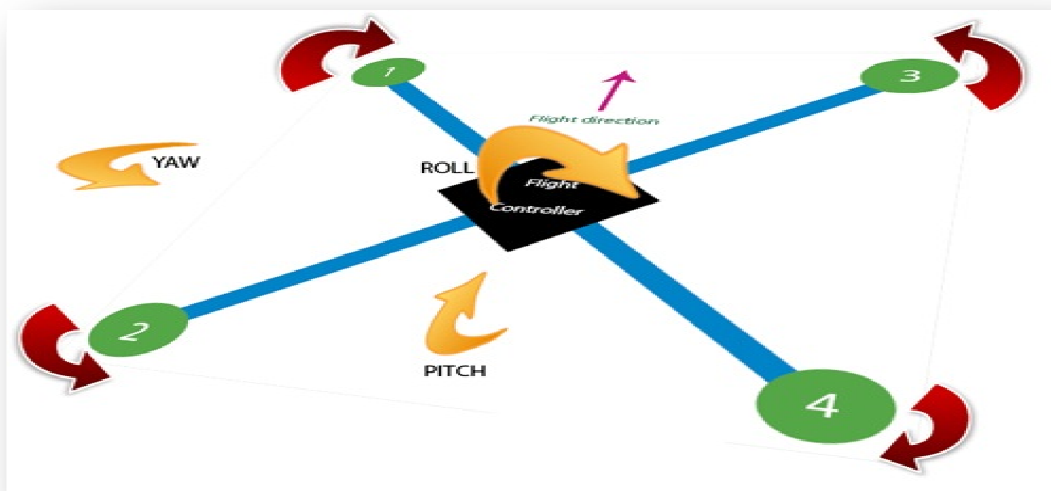 1
3
Flight direction
YAW
ROLL
Flight
Controller
2
PITCH
4